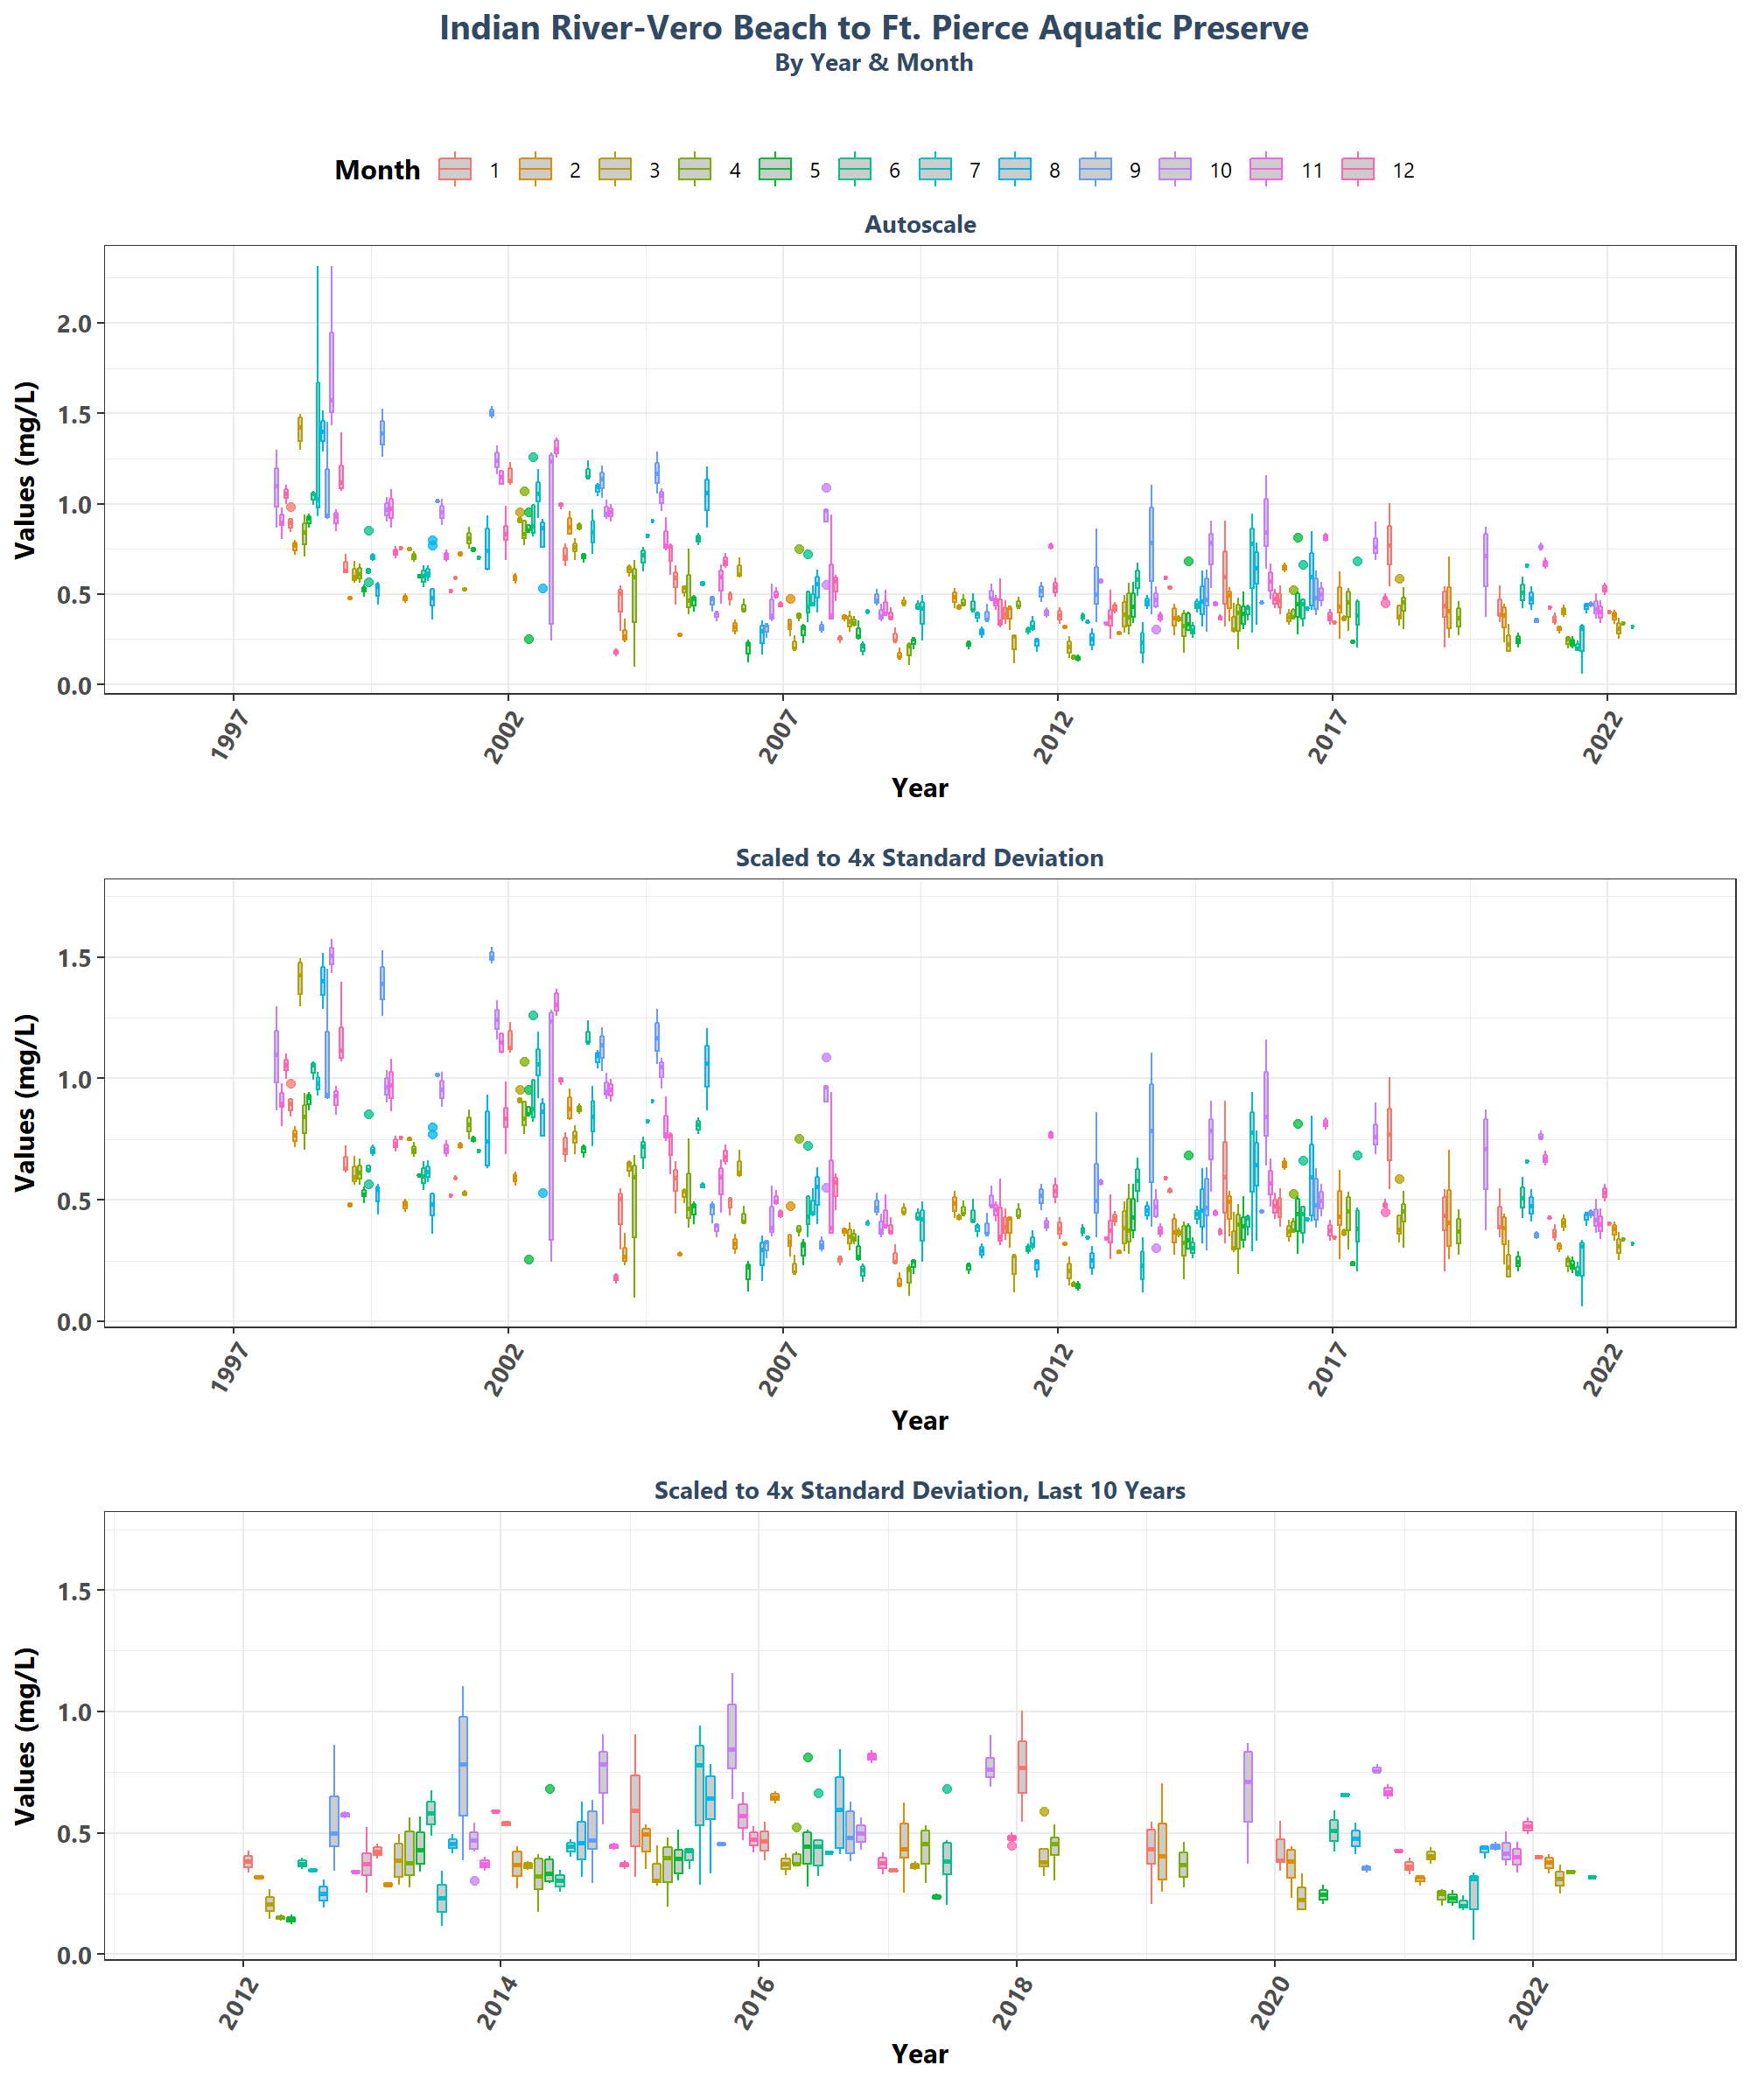 Indian River-Vero Beach to Ft. Pierce Aquatic Preserve
By Year & Month
Month 1 2 3 4 5 6 7 8 9 10 11 12
Autoscale
Values (mg/L)
2.0
1.5
1.0
0.5
0.0
1997 2002 2007 2012 2017 2022
Year
Scaled to 4x Standard Deviation
Values (mg/L)
1.5
1.0
0.5
0.0
1997 2002 2007 2012 2017 2022
Year
Scaled to 4x Standard Deviation, Last 10 Years
Values (mg/L)
1.5
1.0
0.5
0.0
2012 2014 2016 2018 2020 2022
Year